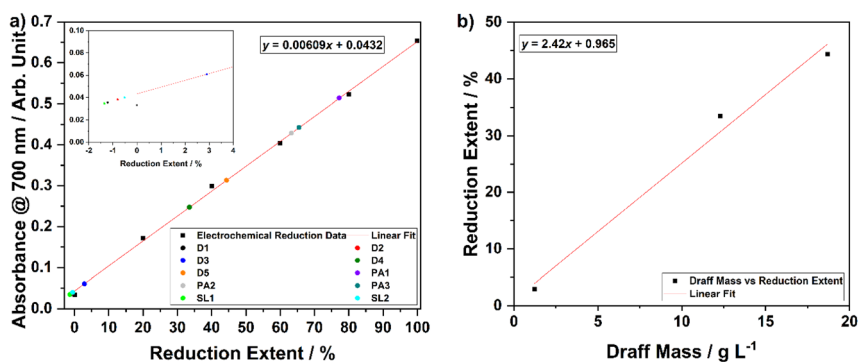 a)
y = 0.00609x + 0.0432
Absorbance @ 700 nm / Arb. Unit
0.7
0.6
0.5
0.4
0.3
0.2
0.1
0.0
0.10
0.08
0.06
0.04
0.02
0.00
-2 -1 0 1 2 3 4
Reduction Extent / %
Electrochemical Reduction Data Linear Fit
D1 D2
D3 D4
D5 PA1
PA2 PA3
SL1 SL2
0 10 20 30 40 50 60 70 80 90 100
Reduction Extent / %
b)
y = 2.42x + 0.965
Reduction Extent / %
50
40
30
20
10
0
Draff Mass vs Reduction Extent
Linear Fit
0 5 10 15 20
Draff Mass / g L⁻¹